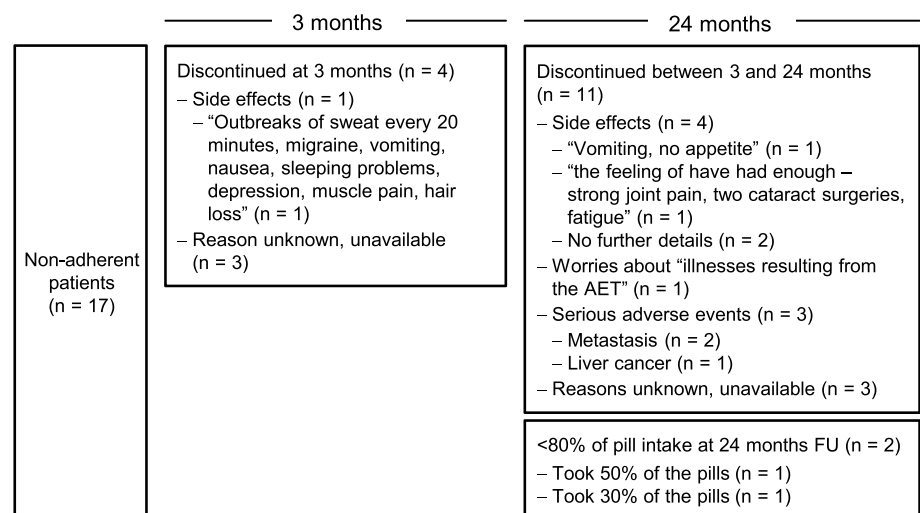 3 months
24 months
Non-adherent
patients
(n = 17)
Discontinued at 3 months (n = 4)
– Side effects (n = 1)
– “Outbreaks of sweat every 20
minutes, migraine, vomiting,
nausea, sleeping problems,
depression, muscle pain, hair
loss” (n = 1)
– Reason unknown, unavailable
(n = 3)
Discontinued between 3 and 24 months
(n = 11)
– Side effects (n = 4)
– “Vomiting, no appetite” (n = 1)
– “the feeling of have had enough –
strong joint pain, two cataract surgeries,
fatigue” (n = 1)
– No further details (n = 2)
– Worries about “illnesses resulting from
the AET” (n = 1)
– Serious adverse events (n = 3)
– Metastasis (n = 2)
– Liver cancer (n = 1)
– Reasons unknown, unavailable (n = 3)
<80% of pill intake at 24 months FU (n = 2)
– Took 50% of the pills (n = 1)
– Took 30% of the pills (n = 1)